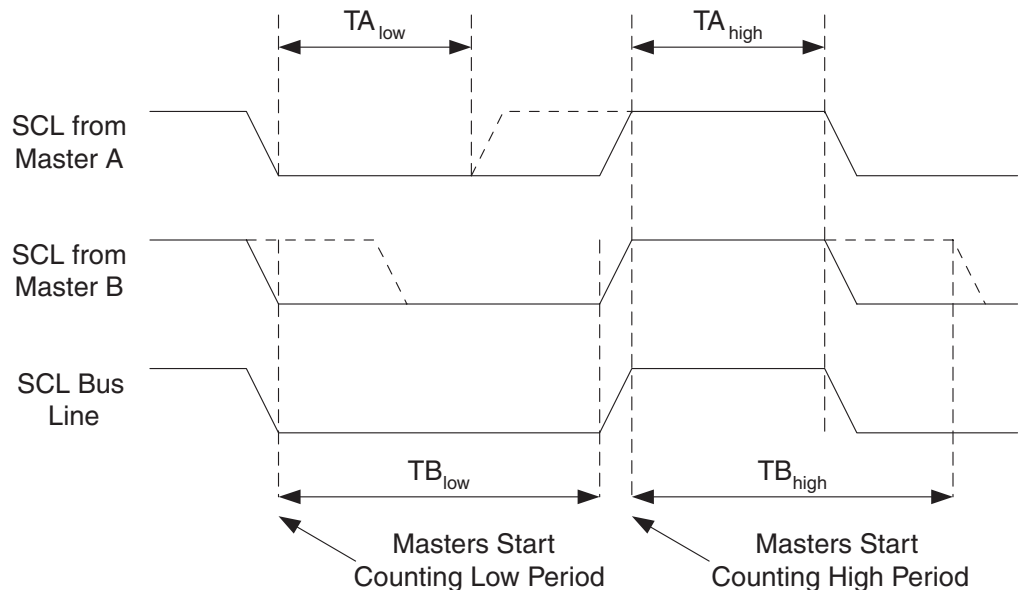 TA low
TA high
SCL from
Master A
SCL from
Master B
SCL Bus
Line
TB low
TB high
Masters Start
Counting Low Period
Masters Start
Counting High Period